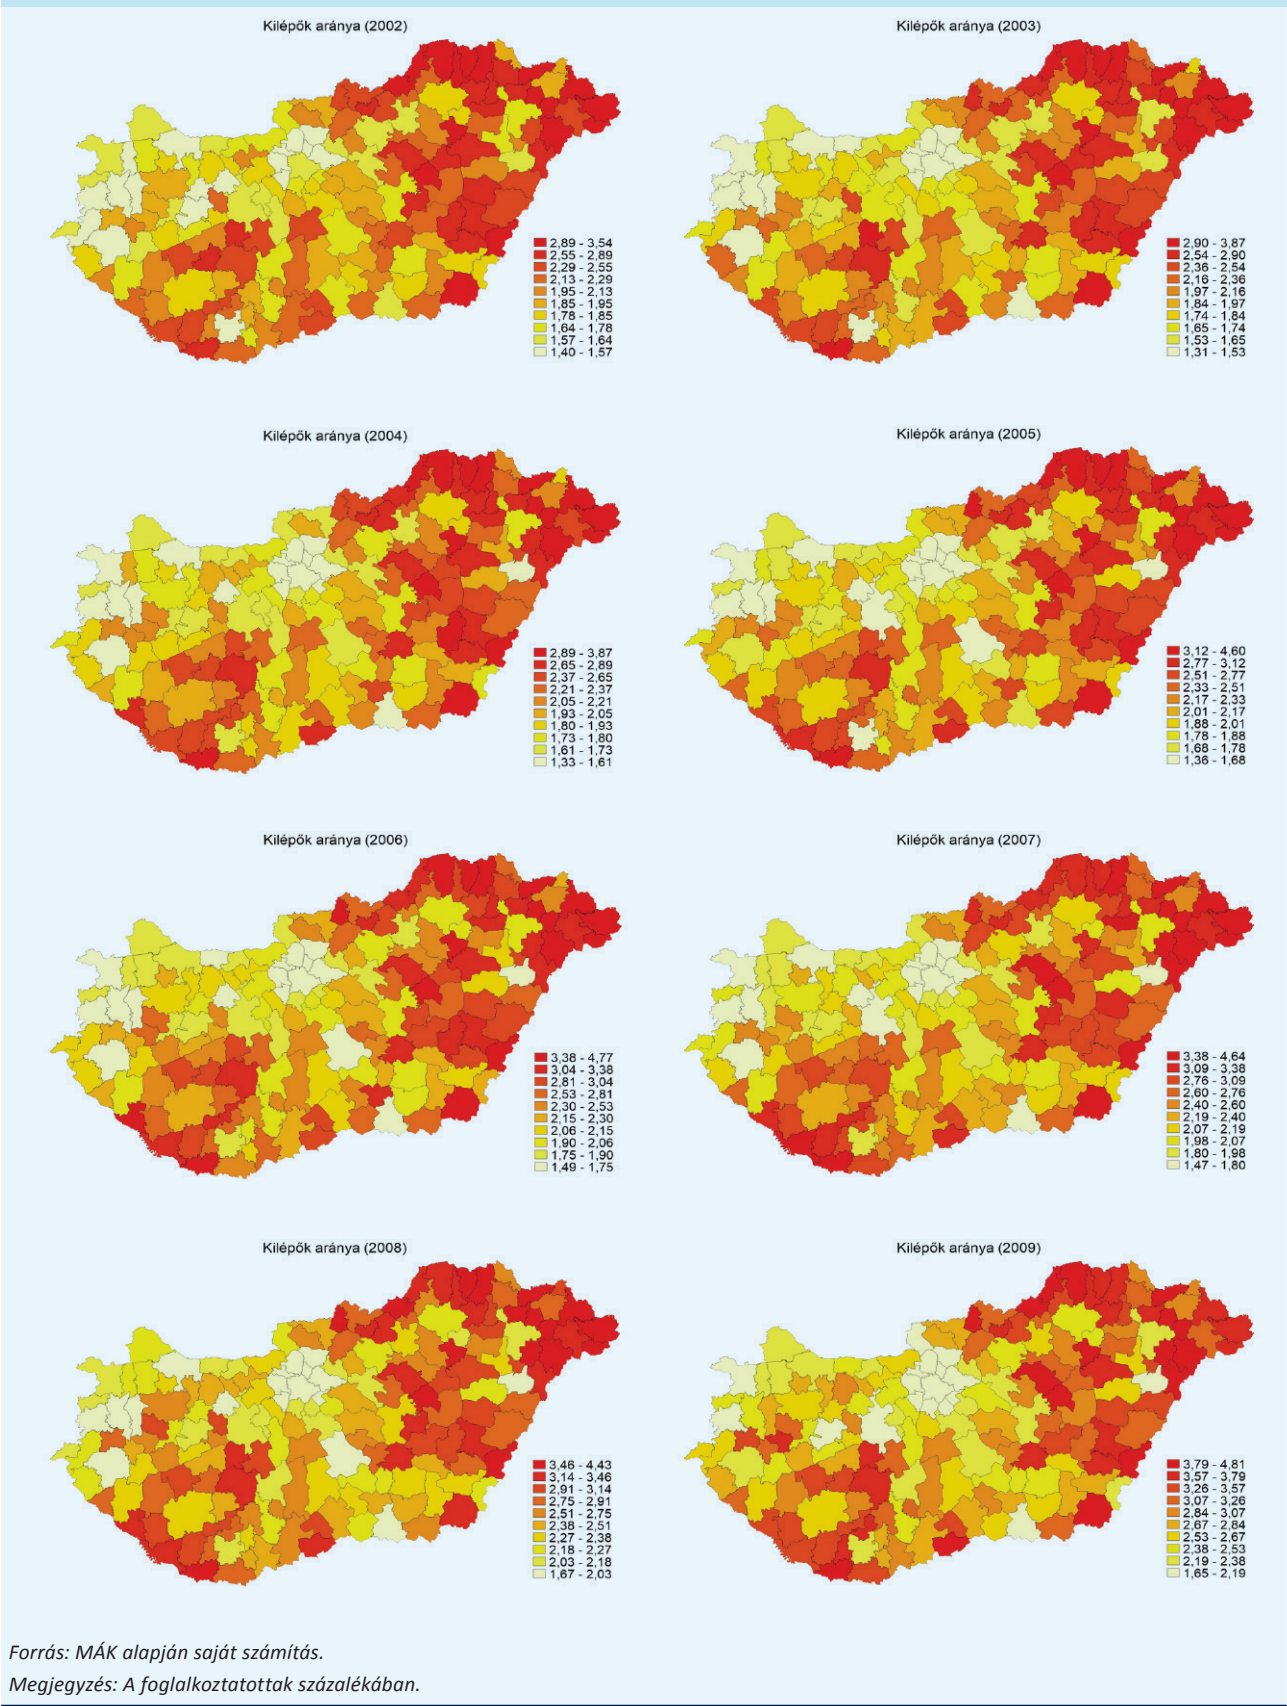 Kilépők aránya (2002)
2,89 - 3,54
2,55 - 2,89
2,29 - 2,55
2,13 - 2,29
1,95 - 2,13
1,85 - 1,95
1,78 - 1,85
1,64 - 1,78
1,57 - 1,64
1,40 - 1,57
Kilépők aránya (2003)
2,90 - 3,87
2,54 - 2,90
2,36 - 2,54
2,16 - 2,36
1,97 - 2,16
1,84 - 1,97
1,74 - 1,84
1,65 - 1,74
1,53 - 1,65
1,31 - 1,53
Kilépők aránya (2004)
2,89 - 3,87
2,65 - 2,89
2,37 - 2,65
2,21 - 2,37
2,05 - 2,21
1,93 - 2,05
1,80 - 1,93
1,73 - 1,80
1,61 - 1,73
1,33 - 1,61
Kilépők aránya (2005)
3,12 - 4,60
2,77 - 3,12
2,51 - 2,77
2,33 - 2,51
2,17 - 2,33
2,01 - 2,17
1,88 - 2,01
1,78 - 1,88
1,68 - 1,78
1,36 - 1,68
Kilépők aránya (2006)
3,38 - 4,77
3,04 - 3,38
2,81 - 3,04
2,53 - 2,81
2,30 - 2,53
2,15 - 2,30
2,06 - 2,15
1,90 - 2,06
1,75 - 1,90
1,49 - 1,75
Kilépők aránya (2007)
3,38 - 4,64
3,09 - 3,38
2,76 - 3,09
2,60 - 2,76
2,40 - 2,60
2,19 - 2,40
2,07 - 2,19
1,98 - 2,07
1,80 - 1,98
1,47 - 1,80
Kilépők aránya (2008)
3,46 - 4,43
3,14 - 3,46
2,91 - 3,14
2,75 - 2,91
2,51 - 2,75
2,38 - 2,51
2,27 - 2,38
2,18 - 2,27
2,03 - 2,18
1,67 - 2,03
Kilépők aránya (2009)
3,79 - 4,81
3,57 - 3,79
3,26 - 3,57
3,07 - 3,26
2,84 - 3,07
2,67 - 2,84
2,53 - 2,67
2,38 - 2,53
2,19 - 2,38
1,65 - 2,19
Forrás: MÁK alapján saját számítás.
Megjegyzés: A foglalkoztatottak százalékában.